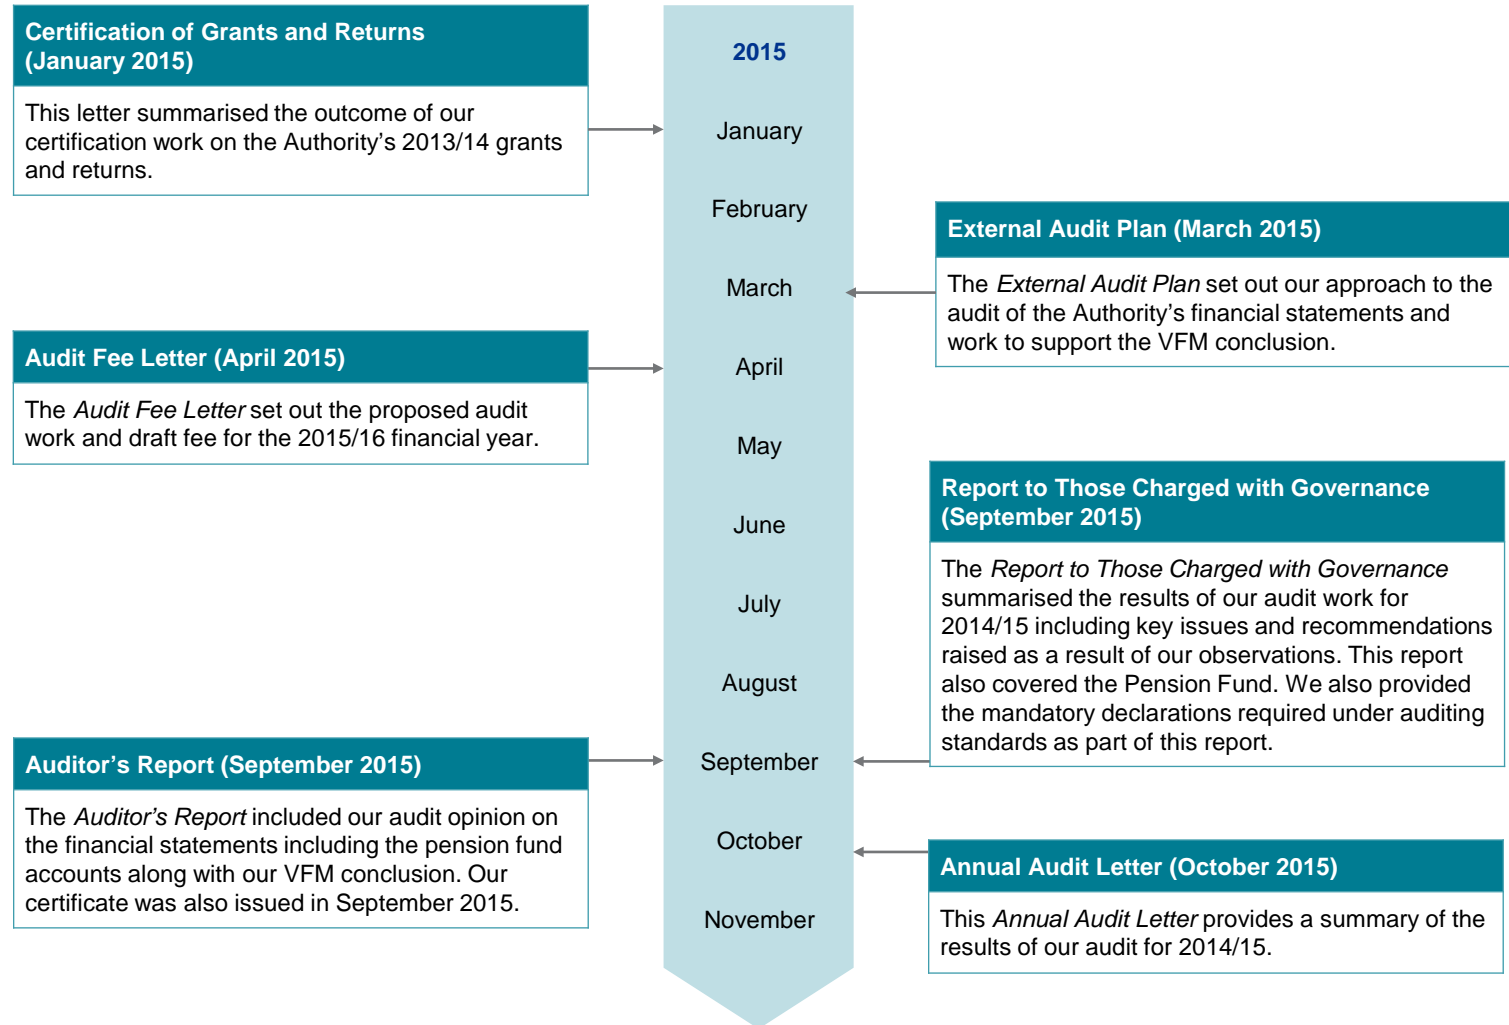 Certification of Grants and Returns
(January 2015)
This letter summarised the outcome of our
certification work on the Authority’s 2013/14 grants
and returns.
Audit Fee Letter (April 2015)
The Audit Fee Letter set out the proposed audit
work and draft fee for the 2015/16 financial year.
Auditor’s Report (September 2015)
The Auditor’s Report included our audit opinion on
the financial statements including the pension fund
accounts along with our VFM conclusion. Our
certificate was also issued in September 2015.
2015
January
February
March
April
May
June
July
August
September
October
November
External Audit Plan (March 2015)
The External Audit Plan set out our approach to the
audit of the Authority’s financial statements and
work to support the VFM conclusion.
Report to Those Charged with Governance
(September 2015)
The Report to Those Charged with Governance
summarised the results of our audit work for
2014/15 including key issues and recommendations
raised as a result of our observations. This report
also covered the Pension Fund. We also provided
the mandatory declarations required under auditing
standards as part of this report.
Annual Audit Letter (October 2015)
This Annual Audit Letter provides a summary of the
results of our audit for 2014/15.